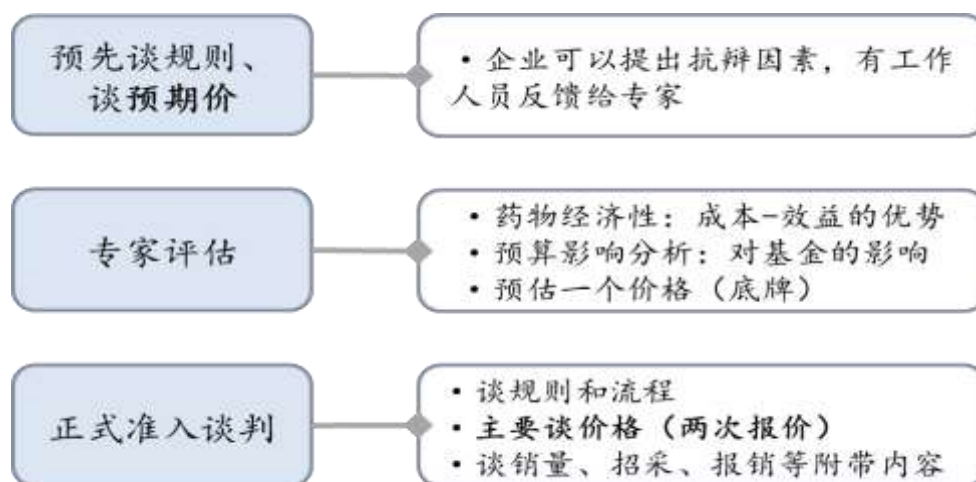 预先谈规则、
谈预期价
• 企业可以提出抗辩因素，有工作
人员反馈给专家
专家评估
• 药物经济性：成本-效益的优势
• 预算影响分析：对基金的影响
• 预估一个价格（底牌）
正式准入谈判
• 谈规则和流程
• 主要谈价格（两次报价）
• 谈销量、招采、报销等附带内容